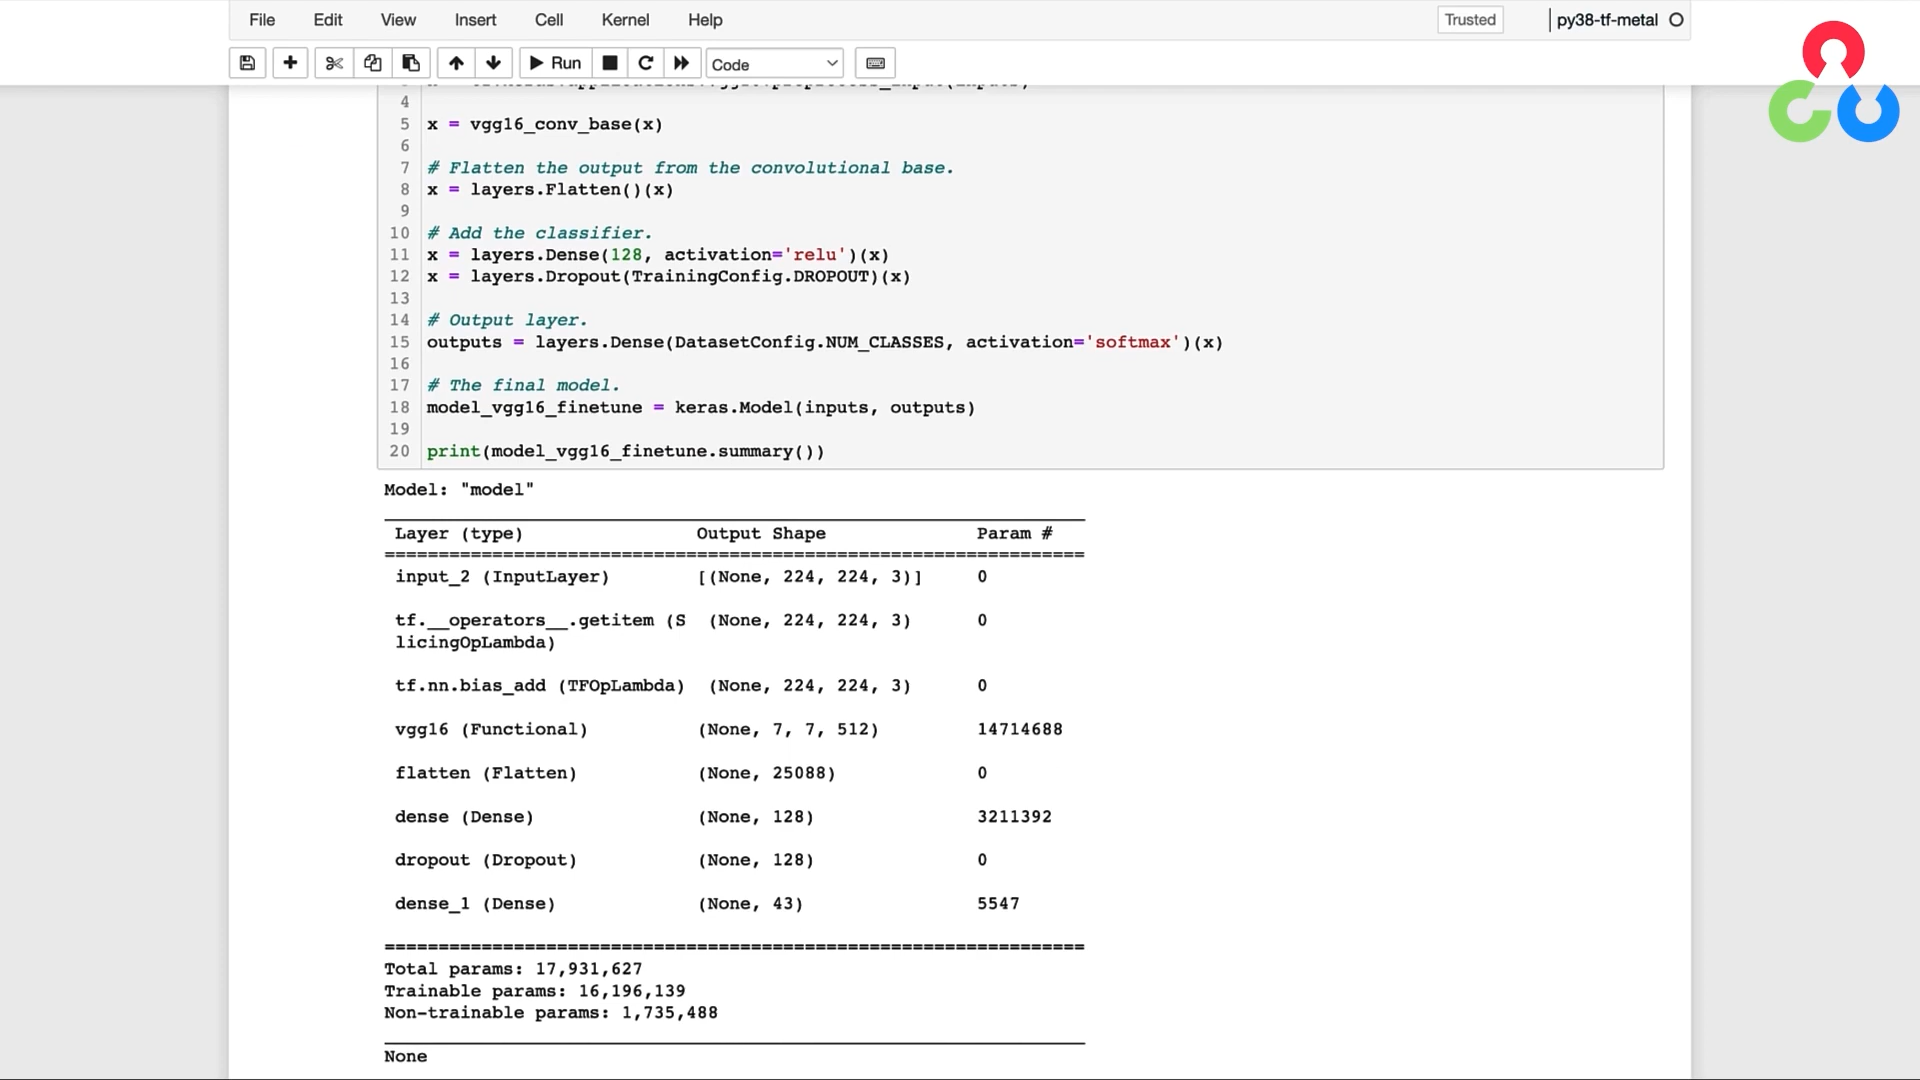 File Edit View Insert Cell Kernel Help Trusted py38-tf-metal
Run Code
4
5 x = vgg16_conv_base(x)
6
7 # Flatten the output from the convolutional base.
8 x = layers.Flatten()(x)
9
10 # Add the classifier.
11 x = layers.Dense(128, activation='relu')(x)
12 x = layers.Dropout(TrainingConfig.DROPOUT)(x)
13
14 # Output layer.
15 outputs = layers.Dense(DatasetConfig.NUM_CLASSES, activation='softmax')(x)
16
17 # The final model.
18 model_vgg16_finetune = keras.Model(inputs, outputs)
19
20 print(model_vgg16_finetune.summary())
Model: "model"
Layer (type) Output Shape Param #
input_2 (InputLayer) [(None, 224, 224, 3)] 0
tf.__operators__.getitem (S (None, 224, 224, 3) 0
licingOpLambda)
tf.nn.bias_add (TFOpLambda) (None, 224, 224, 3) 0
vgg16 (Functional) (None, 7, 7, 512) 14714688
flatten (Flatten) (None, 25088) 0
dense (Dense) (None, 128) 3211392
dropout (Dropout) (None, 128) 0
dense_1 (Dense) (None, 43) 5547
Total params: 17,931,627
Trainable params: 16,196,139
Non-trainable params: 1,735,488
None